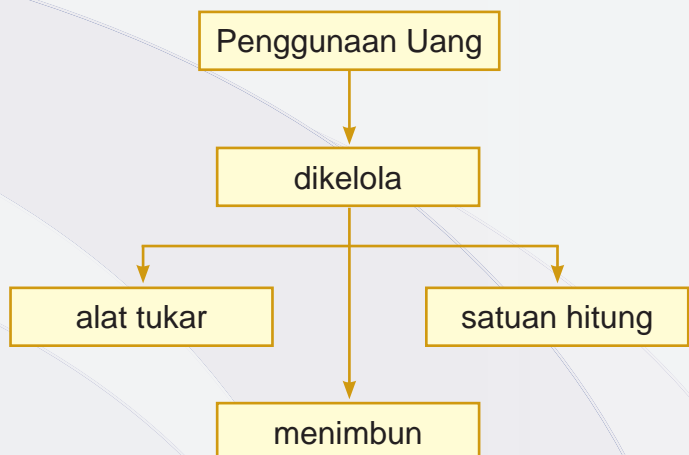 Penggunaan Uang
dikelola
alat tukar
satuan hitung
menimbun